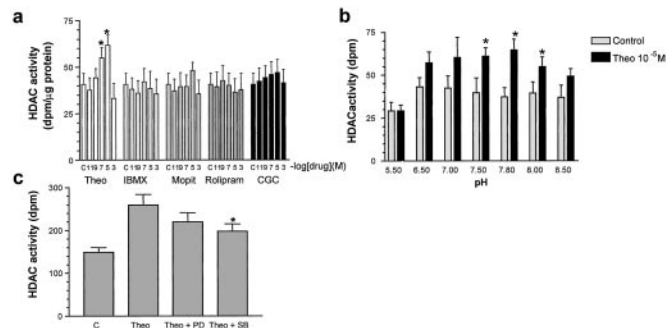 a
HDAC activity
(dpm/μg protein)
75
50
25
0
* *
C 11 9 7 5 3 C 11 9 7 5 3 C 11 9 7 5 3 C 11 9 7 5 3 C 11 9 7 5 3 -log[drug](M)
Theo IBMX Mopit Rolipram CGC
b
Control
Theo 10⁻⁵M
HDACactivity (dpm)
75
50
25
0
* * *
5.50 6.50 7.00 7.50 7.80 8.00 8.50
pH
c
HDAC activity (dpm)
300
200
100
0
*
C Theo Theo + PD Theo + SB